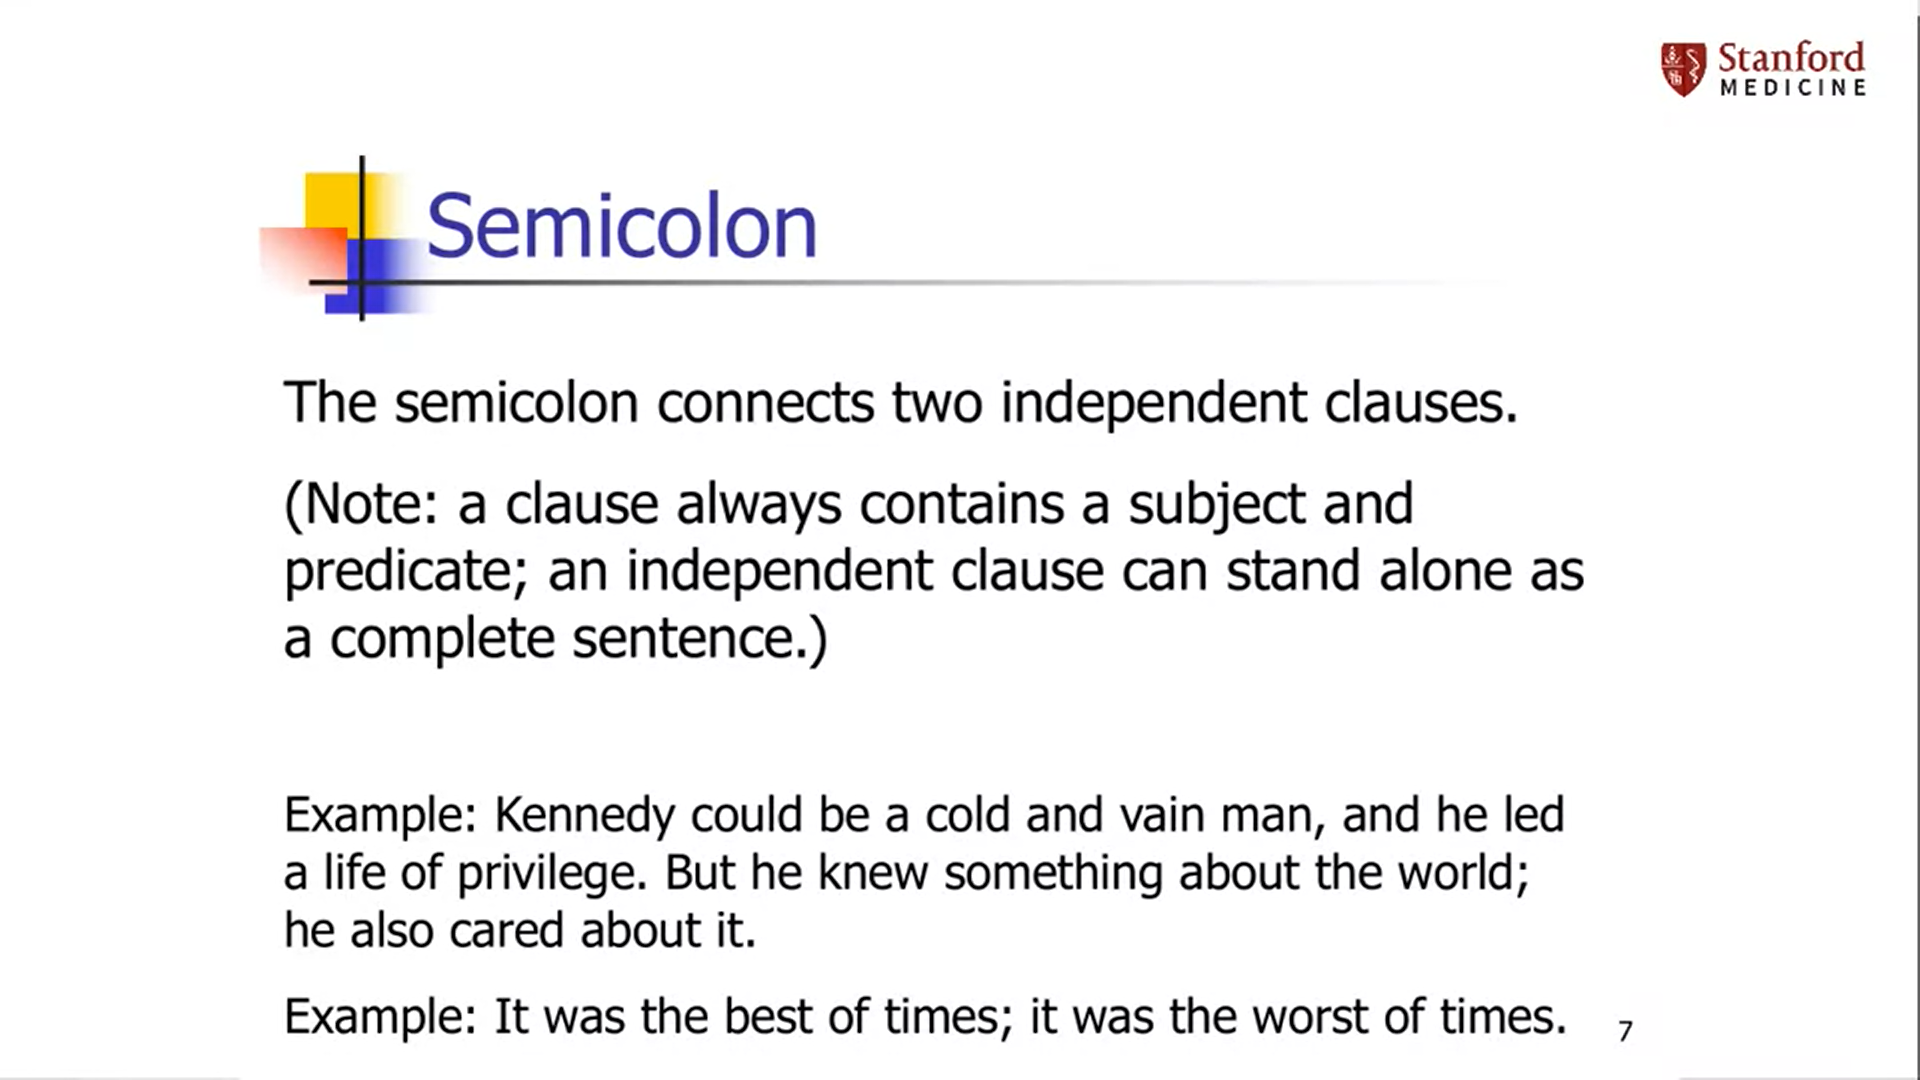 Stanford
MEDICINE
Semicolon
The semicolon connects two independent clauses.
(Note: a clause always contains a subject and
predicate; an independent clause can stand alone as
a complete sentence.)
Example: Kennedy could be a cold and vain man, and he led
a life of privilege. But he knew something about the world;
he also cared about it.
Example: It was the best of times; it was the worst of times.
7